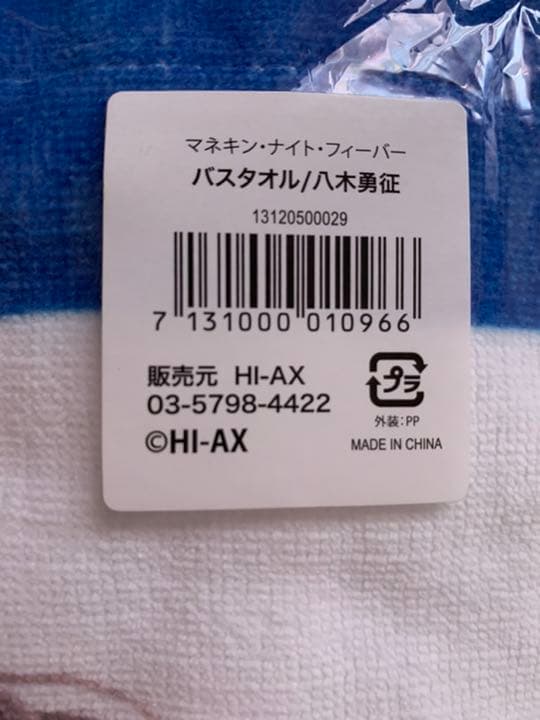 マネキン・ナイト・フィーバー
バスタオル/八木勇征
13120500029
7 131000 010966
販売元 HI-AX
03-5798-4422
©HI-AX
プラ
外装:PP
MADE IN CHINA